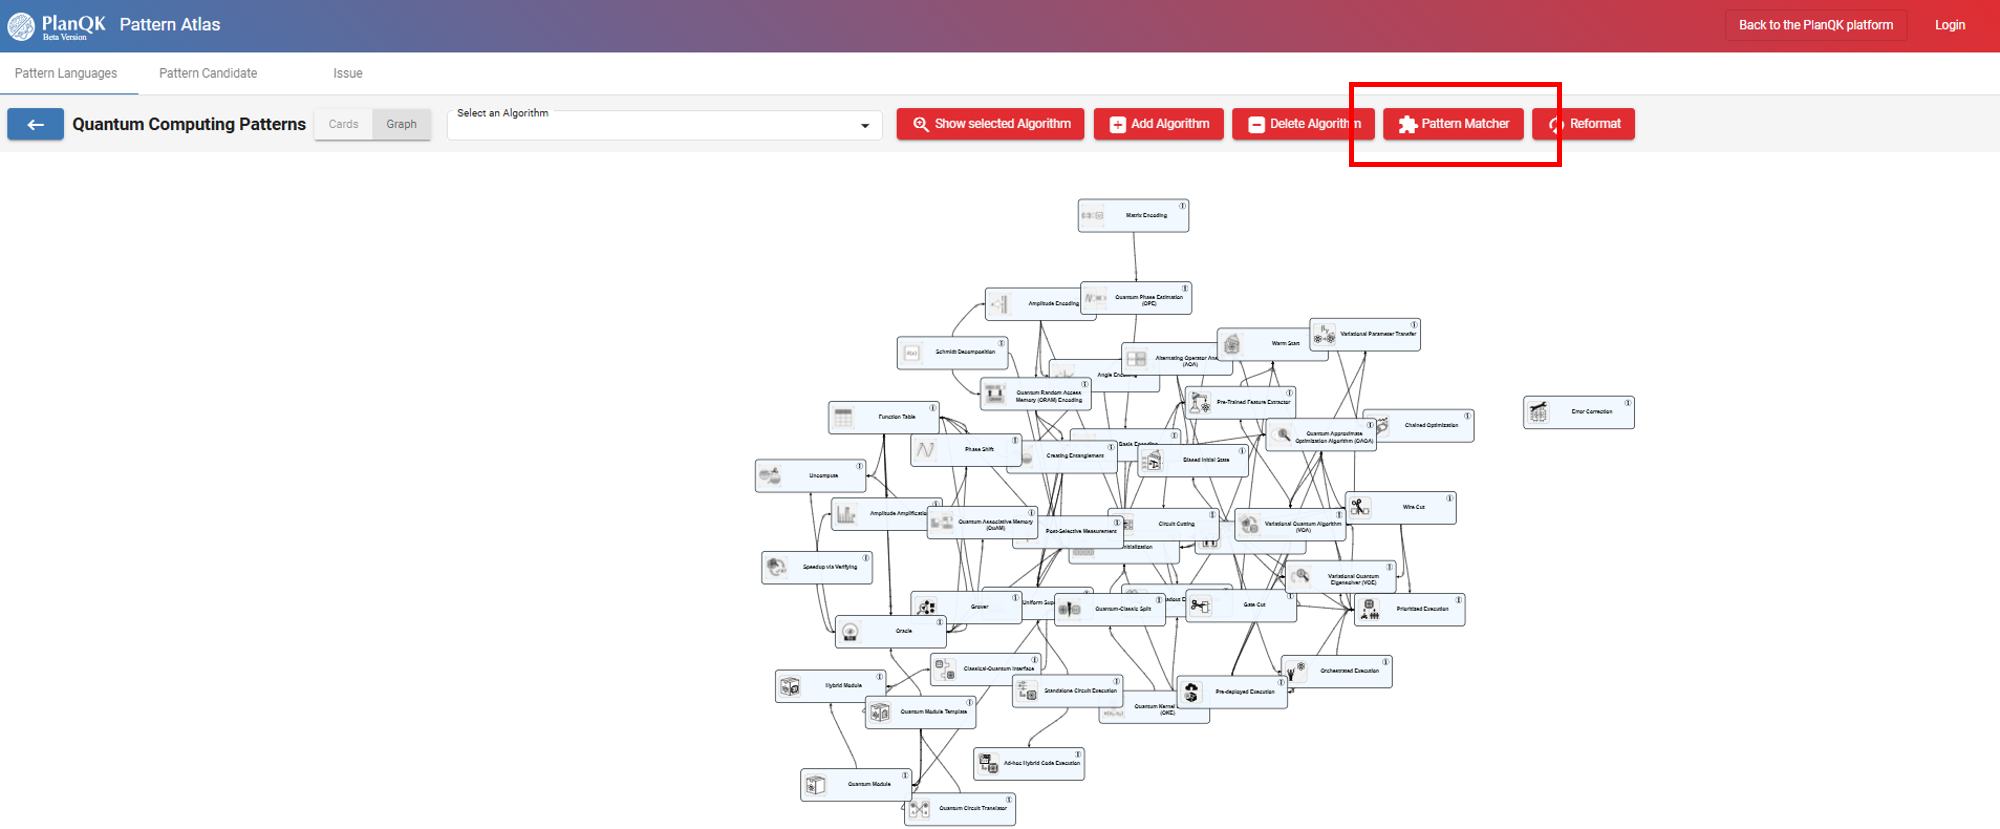 PlanQK Pattern Atlas
Beta Version
Back to the PlanQK platform
Login
Pattern Languages
Pattern Candidate
Issue
Quantum Computing Patterns
Cards
Graph
Select an Algorithm
Show selected Algorithm
Add Algorithm
Delete Algorithm
Pattern Matcher
Reformat
Matrix Encoding
Amplitude Encoding
Quantum Phase Estimation
(QPE)
Variational Parameter Transfer
Warm Start
Schmidt Decomposition
Alternating Operator
(AOA)
Angle
Quantum Random Access
Memory (QRAM) Encoding
Pre-Trained Feature Extractor
Error Correction
Function Table
Chained Optimization
Quantum Approximate
Optimization Algorithm (QAOA)
Basis Encoding
Phase Shift
Creating Entanglement
Biased Initial State
Uncompute
Wire Cut
Amplitude Amplification
Quantum Associative Memory
(QuAM)
Circuit Cutting
Variational Quantum Algorithm
(VQA)
Post-Selective Measurement
Initialization
Speedup via Verifying
Variational Quantum
Eigensolver (VQE)
Grover
Uniform
Quantum-Classic Split
Gate Cut
Prioritized Execution
Oracle
Classical-Quantum Interface
Orchestrated Execution
Hybrid Module
Standalone Circuit Execution
Pre-deployed Execution
Quantum Module Template
Quantum Kernel
(QKE)
Ad-hoc Hybrid Code Execution
Quantum Module
Quantum Circuit Translator